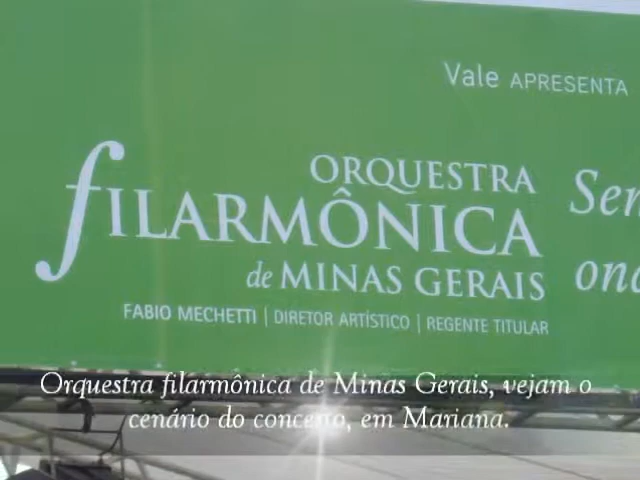 Vale APRESENTA
ORQUESTRA
fILARMÔNICA
de MINAS GERAIS
FABIO MECHETTI | DIRETOR ARTÍSTICO | REGENTE TITULAR
Orquestra filarmônica de Minas Gerais, vejam o
cenário do concerto, em Mariana.